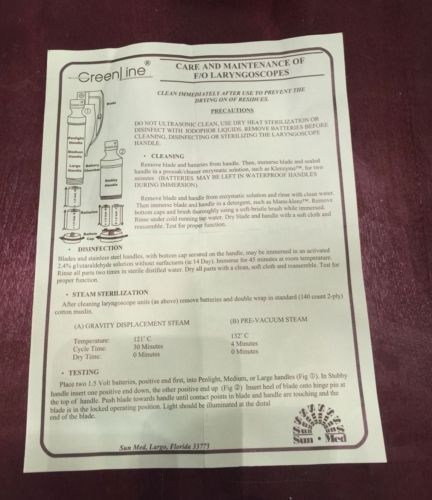 GreenLine ®
CARE AND MAINTENANCE OF
F/O LARYNGOSCOPES
CLEAN IMMEDIATELY AFTER USE TO PREVENT THE
DRYING ON OF RESIDUES.
PRECAUTIONS
DO NOT ULTRASONIC CLEAN, USE DRY HEAT STERILIZATION OR
DISINFECT WITH IODOPHOR LIQUIDS. REMOVE BATTERIES BEFORE
CLEANING, DISINFECTING OR STERILIZING THE LARYNGOSCOPE
HANDLE.
Blade
Penlight
Handle
Medium
Handle
Large
Handle
Stubby
Handle
Batteries
Bottom
Cap
• CLEANING
Remove blade and batteries from handle. Then, immerse blade and sealed
handle in a presoak/cleaner enzymatic solution, such as Klenzyme™, for two
minutes. (BATTERIES MAY BE LEFT IN WATERPROOF HANDLES
DURING IMMERSION).
Remove blade and handle from enzymatic solution and rinse with clean water.
Then immerse blade and handle in a detergent, such as Manu-klenz™. Remove
bottom caps and brush thoroughly using a soft-bristle brush while immersed.
Rinse under cold running tap water. Dry blade and handle with a soft cloth and
reassemble. Test for proper function.
• DISINFECTION
Blades and stainless steel handles, with bottom cap secured on the handle, may be immersed in an activated
2.4% glutaraldehyde solution without surfactants (ie 14 Day). Immerse for 45 minutes at room temperature.
Rinse all parts two times in sterile distilled water. Dry all parts with a clean, soft cloth and reassemble. Test for
proper function.
• STEAM STERILIZATION
After cleaning laryngoscope units (as above) remove batteries and double wrap in standard (140 count 2-ply)
cotton muslin.
(A) GRAVITY DISPLACEMENT STEAM (B) PRE-VACUUM STEAM
Temperature: 121˚ C 132˚ C
Cycle Time: 30 Minutes 4 Minutes
Dry Time: 0 Minutes 0 Minutes
• TESTING
Place two 1.5 Volt batteries, positive end first, into Penlight, Medium, or Large handles (Fig ①). In Stubby
handle insert one positive end down, the other positive end up (Fig ②) Insert heel of blade onto hinge pin at
the top of handle. Push blade towards handle until contact points in blade and handle are touching and the
blade is in the locked operating position. Light should be illuminated at the distal
end of the blade.
Sun • Med
Sun Med, Largo, Florida 33773